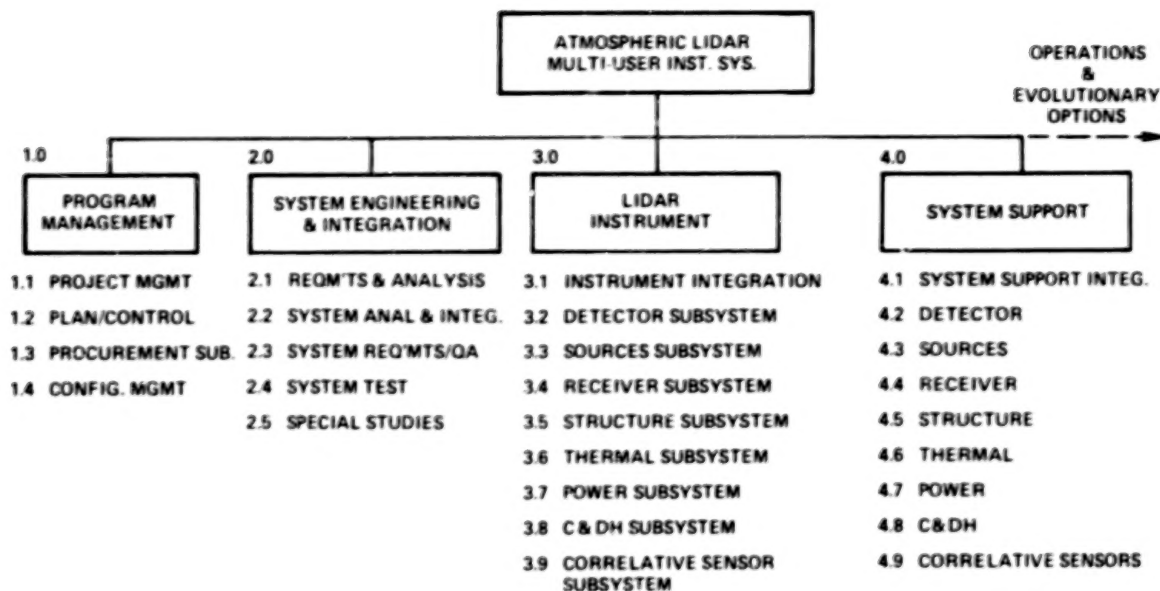 ATMOSPHERIC LIDAR
MULTI-USER INST. SYS.
OPERATIONS
&
EVOLUTIONARY
OPTIONS
1.0
PROGRAM
MANAGEMENT
1.1 PROJECT MGMT
1.2 PLAN/CONTROL
1.3 PROCUREMENT SUB.
1.4 CONFIG. MGMT
2.0
SYSTEM ENGINEERING
& INTEGRATION
2.1 REQM'TS & ANALYSIS
2.2 SYSTEM ANAL & INTEG.
2.3 SYSTEM REQ'MTS/QA
2.4 SYSTEM TEST
2.5 SPECIAL STUDIES
3.0
LIDAR
INSTRUMENT
3.1 INSTRUMENT INTEGRATION
3.2 DETECTOR SUBSYSTEM
3.3 SOURCES SUBSYSTEM
3.4 RECEIVER SUBSYSTEM
3.5 STRUCTURE SUBSYSTEM
3.6 THERMAL SUBSYSTEM
3.7 POWER SUBSYSTEM
3.8 C&DH SUBSYSTEM
3.9 CORRELATIVE SENSOR
SUBSYSTEM
4.0
SYSTEM SUPPORT
4.1 SYSTEM SUPPORT INTEG.
4.2 DETECTOR
4.3 SOURCES
4.4 RECEIVER
4.5 STRUCTURE
4.6 THERMAL
4.7 POWER
4.8 C&DH
4.9 CORRELATIVE SENSORS